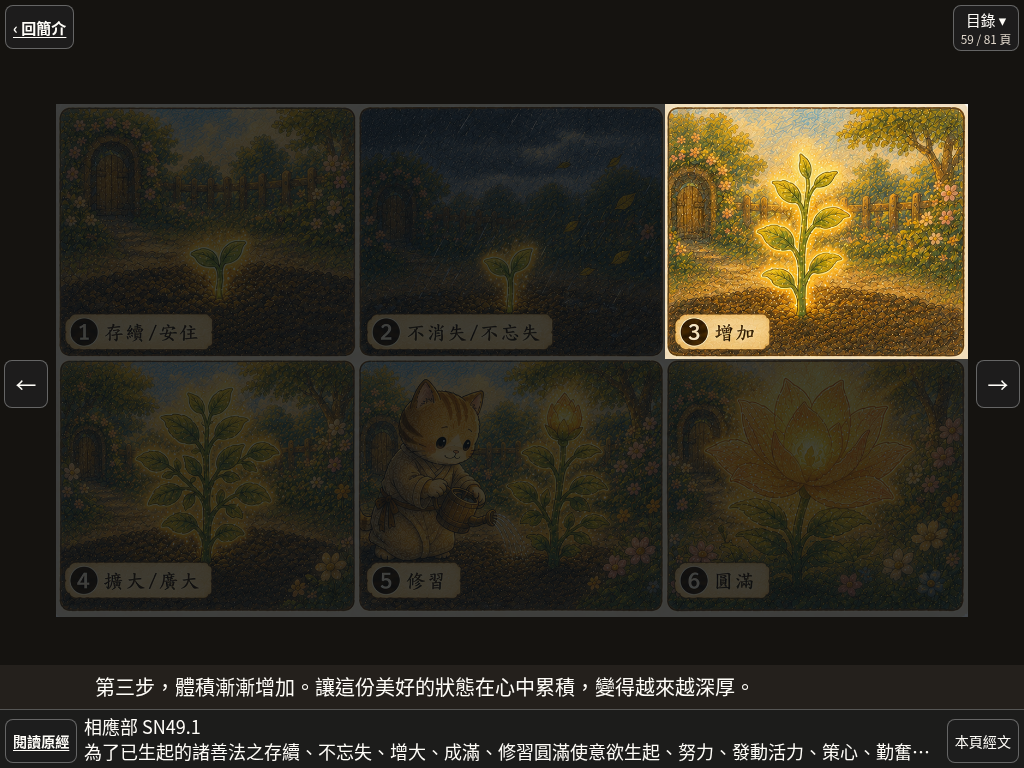 ‹ 回簡介
目錄 ▾
59 / 81 頁
1 存續/安住
2 不消失/不忘失
3 增加
4 擴大/廣大
5 修習
6 圓滿
←
→
第三步，體積漸漸增加。讓這份美好的狀態在心中累積，變得越來越深厚。
閱讀原經
相應部 SN49.1
為了已生起的諸善法之存續、不忘失、增大、成滿、修習圓滿使意欲生起、努力、發動活力、策心、勤奮…
本頁經文